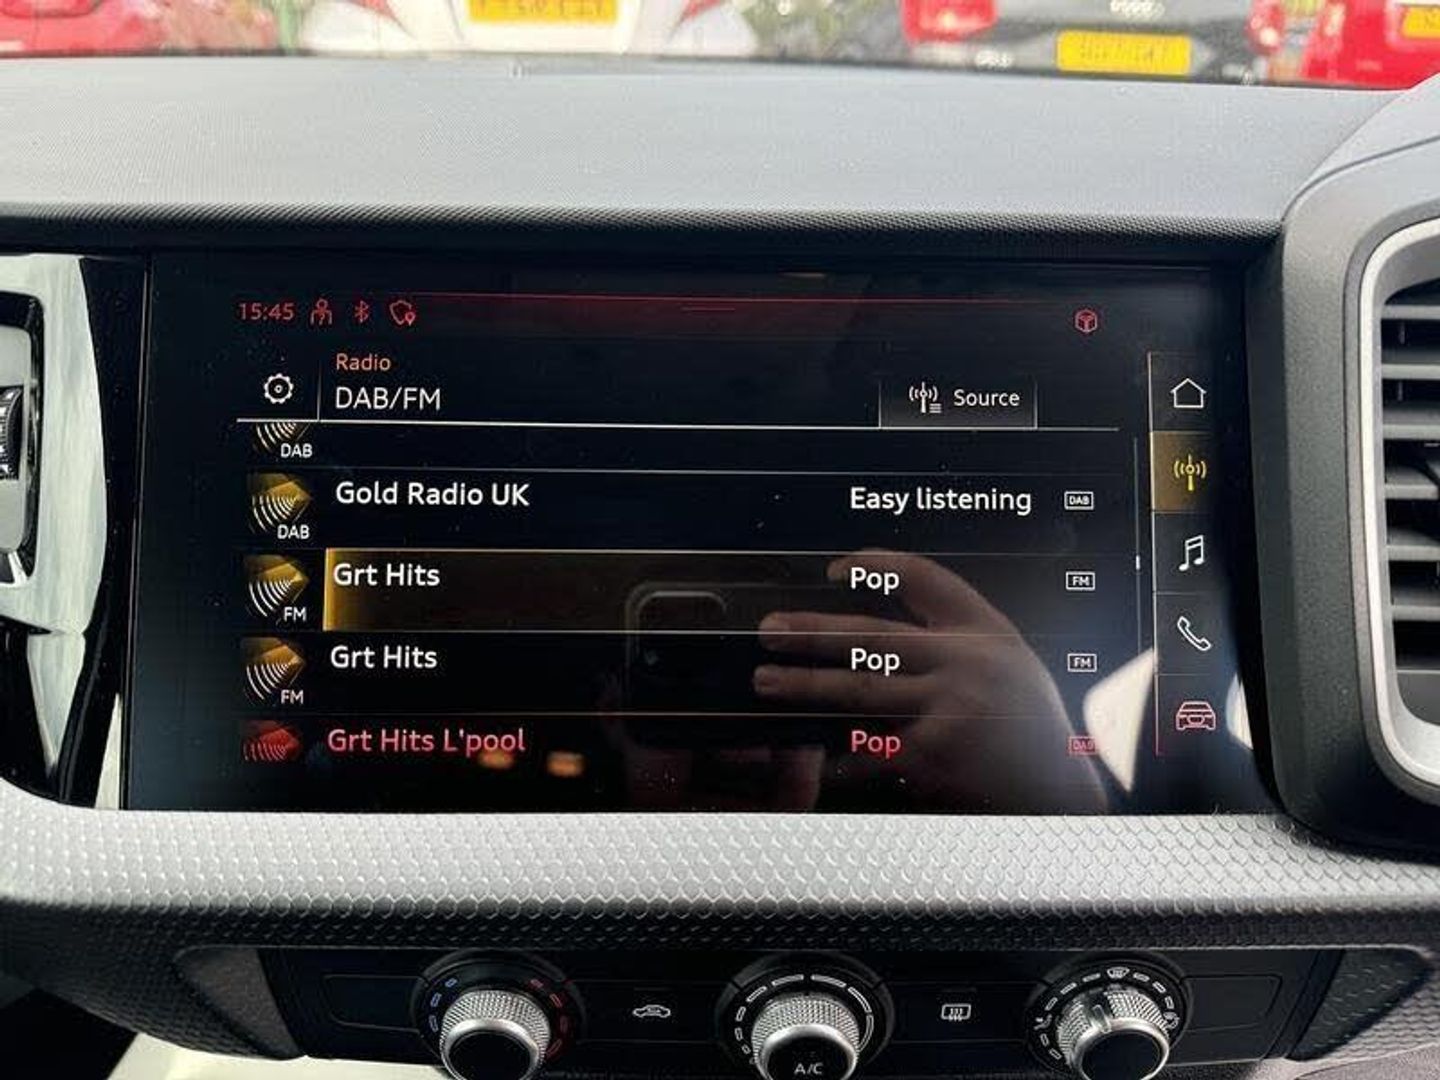 15:45
Radio
DAB/FM
Source
DAB
Gold Radio UK Easy listening DAB
DAB
Grt Hits Pop FM
FM
Grt Hits Pop FM
FM
Grt Hits L'pool Pop DAB
A/C